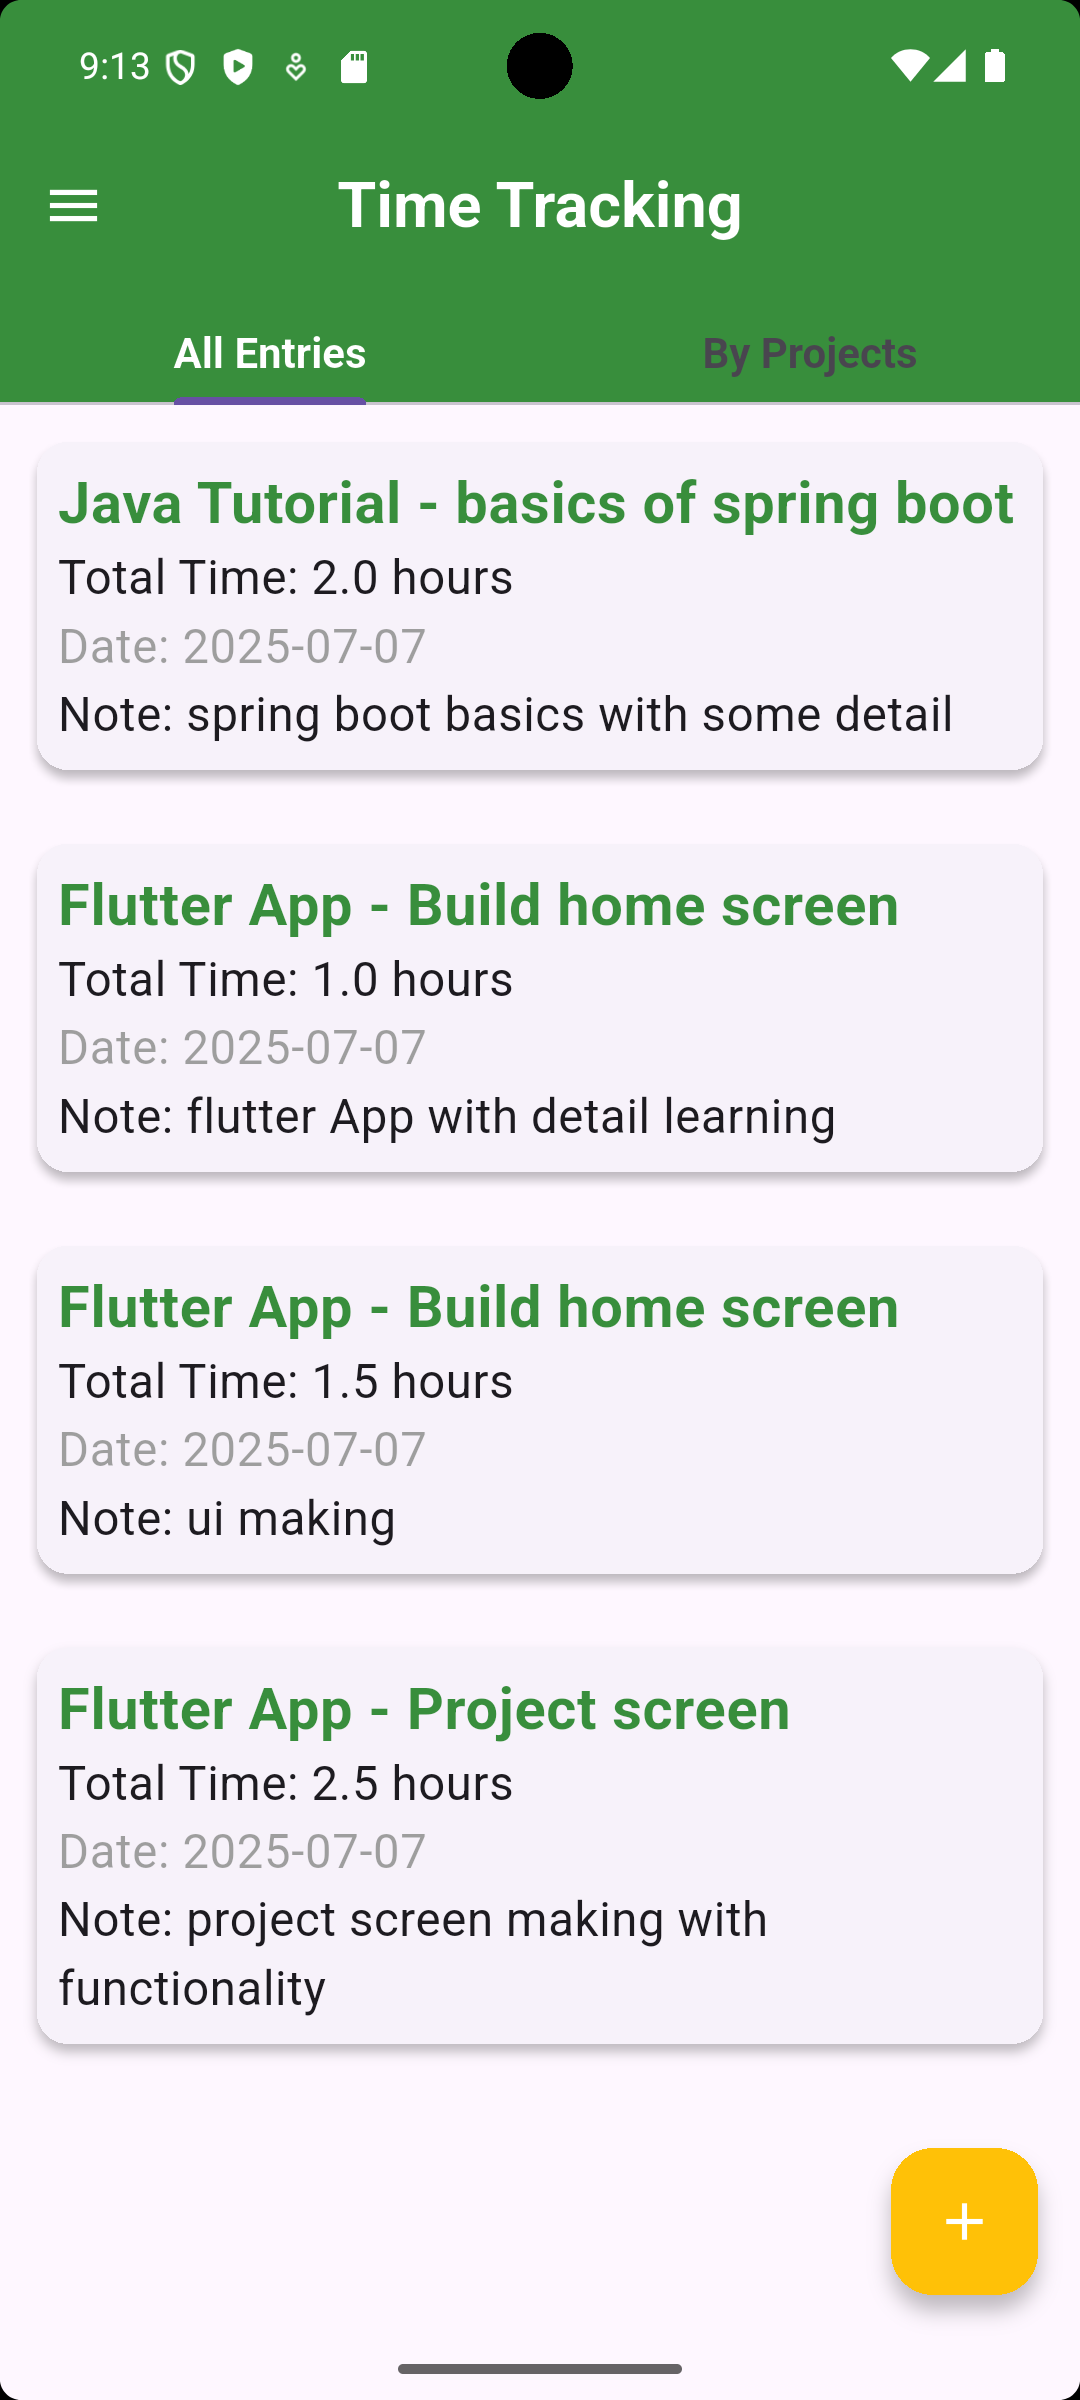 9:13
Time Tracking
All Entries
By Projects
Java Tutorial - basics of spring boot
Total Time: 2.0 hours
Date: 2025-07-07
Note: spring boot basics with some detail
Flutter App - Build home screen
Total Time: 1.0 hours
Date: 2025-07-07
Note: flutter App with detail learning
Flutter App - Build home screen
Total Time: 1.5 hours
Date: 2025-07-07
Note: ui making
Flutter App - Project screen
Total Time: 2.5 hours
Date: 2025-07-07
Note: project screen making with
functionality